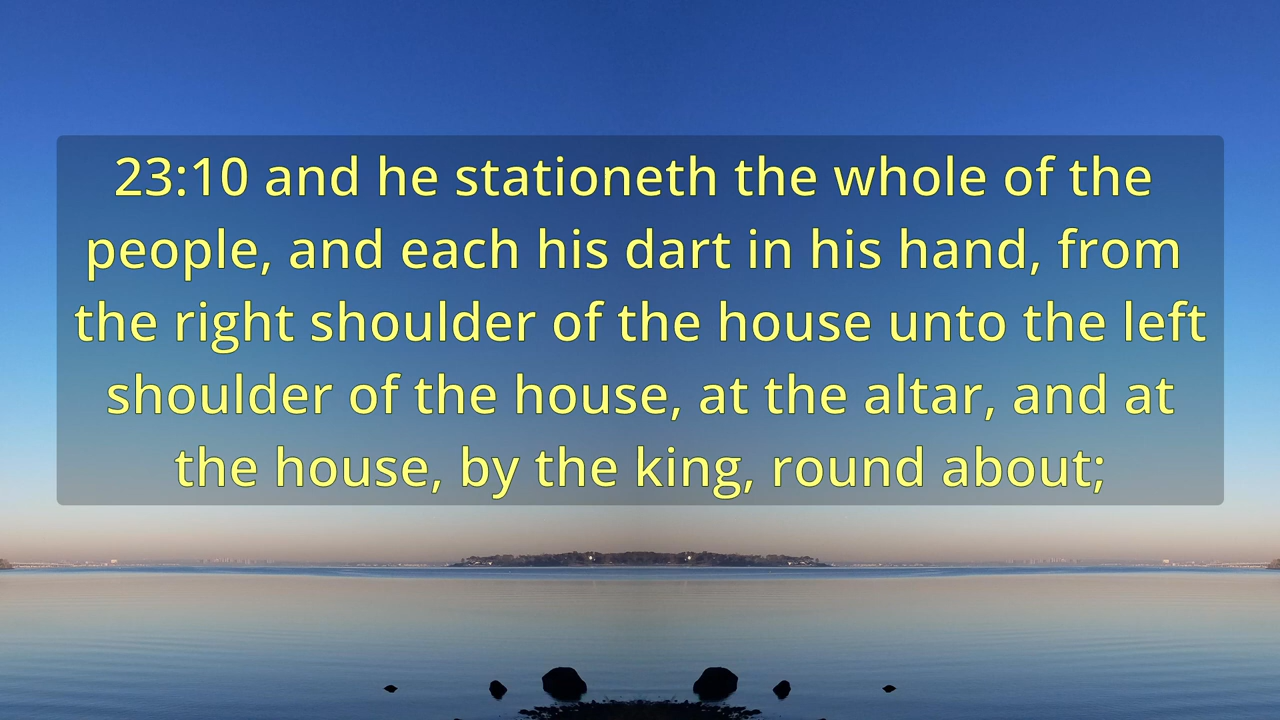 23:10 and he stationeth the whole of the
people, and each his dart in his hand, from
the right shoulder of the house unto the left
shoulder of the house, at the altar, and at
the house, by the king, round about;